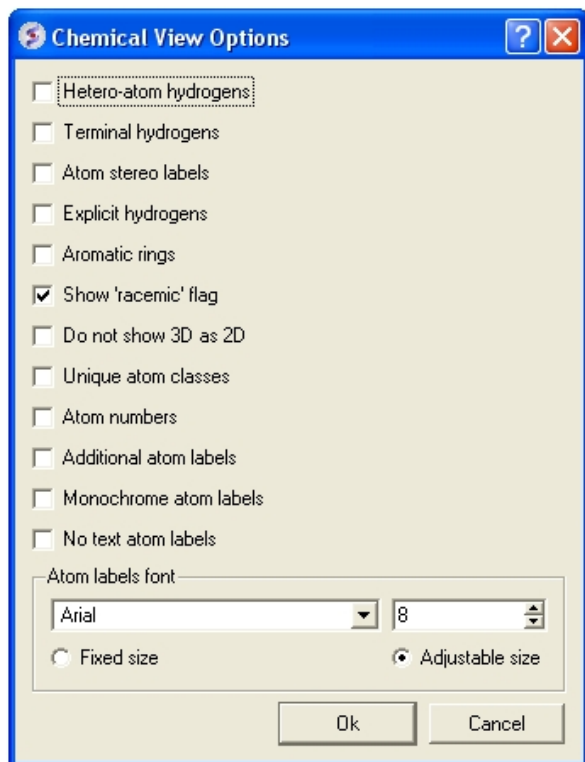 Chemical View Options
Hetero-atom hydrogens
Terminal hydrogens
Atom stereo labels
Explicit hydrogens
Aromatic rings
Show 'racemic' flag
Do not show 3D as 2D
Unique atom classes
Atom numbers
Additional atom labels
Monochrome atom labels
No text atom labels
Atom labels font
Arial 8
Fixed size Adjustable size
Ok Cancel